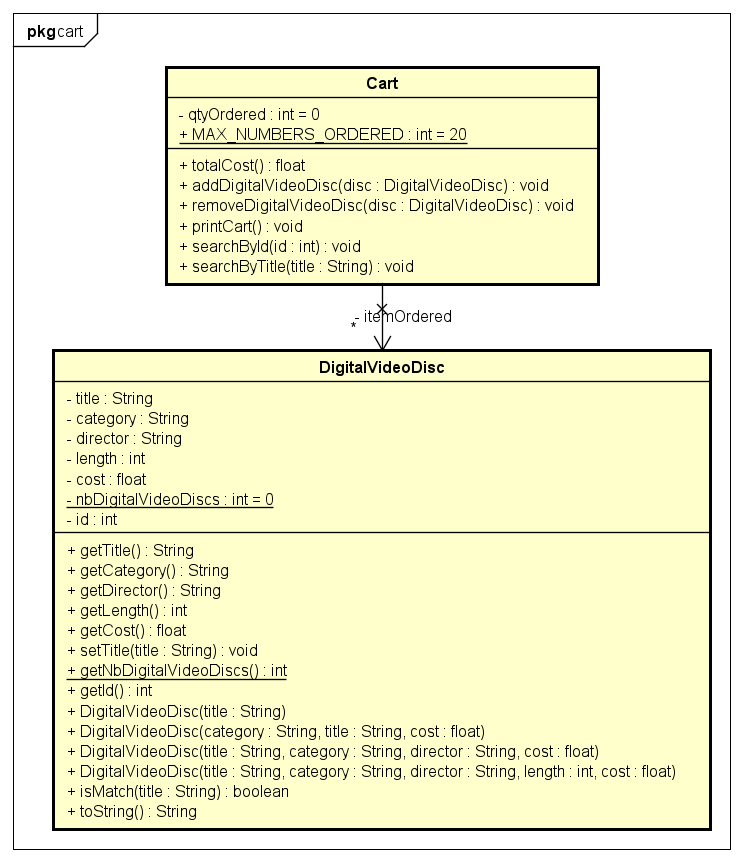 pkg cart
Cart
- qtyOrdered : int = 0
+ MAX_NUMBERS_ORDERED : int = 20
+ totalCost() : float
+ addDigitalVideoDisc(disc : DigitalVideoDisc) : void
+ removeDigitalVideoDisc(disc : DigitalVideoDisc) : void
+ printCart() : void
+ searchById(id : int) : void
+ searchByTitle(title : String) : void
- itemOrdered
*
DigitalVideoDisc
- title : String
- category : String
- director : String
- length : int
- cost : float
- nbDigitalVideoDiscs : int = 0
- id : int
+ getTitle() : String
+ getCategory() : String
+ getDirector() : String
+ getLength() : int
+ getCost() : float
+ setTitle(title : String) : void
+ getNbDigitalVideoDiscs() : int
+ getId() : int
+ DigitalVideoDisc(title : String)
+ DigitalVideoDisc(category : String, title : String, cost : float)
+ DigitalVideoDisc(title : String, category : String, director : String, cost : float)
+ DigitalVideoDisc(title : String, category : String, director : String, length : int, cost : float)
+ isMatch(title : String) : boolean
+ toString() : String